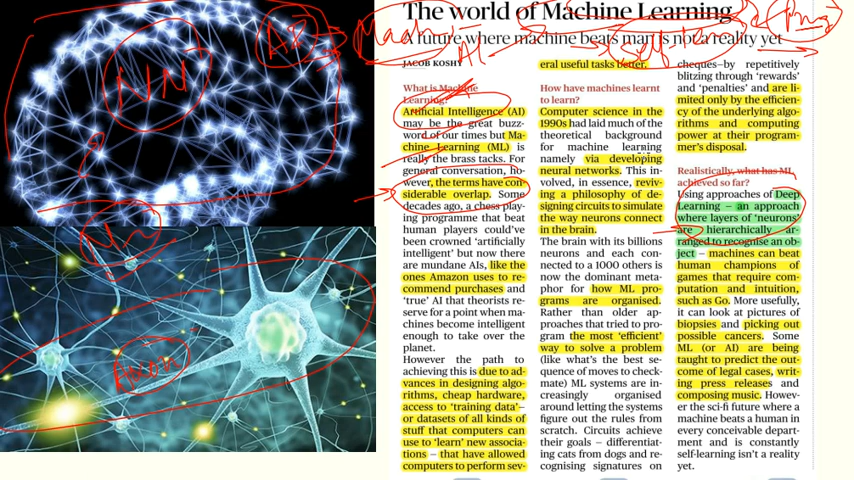 The world of Machine Learning
A future where machine beats man is not a reality yet
JACOB KOSHY
What is Machine
Learning?
Artificial Intelligence (AI)
may be the great buzz-
word of our times but Ma-
chine Learning (ML) is
really the brass tacks. For
general conversation, ho-
wever, the terms have con-
siderable overlap. Some
decades ago, a chess play-
ing programme that beat
human players could've
been crowned 'artificially
intelligent' but now there
are mundane AIs, like the
ones Amazon uses to re-
commend purchases and
'true' AI that theorists re-
serve for a point when ma-
chines become intelligent
enough to take over the
planet.
However the path to
achieving this is due to ad-
vances in designing algo-
rithms, cheap hardware,
access to 'training data'–
or datasets of all kinds of
stuff that computers can
use to 'learn' new associa-
tions – that have allowed
computers to perform sev-
eral useful tasks better.
How have machines learnt
to learn?
Computer science in the
1990s had laid much of the
theoretical background
for machine learning
namely via developing
neural networks. This in-
volved, in essence, reviv-
ing a philosophy of de-
signing circuits to simulate
the way neurons connect
in the brain.
The brain with its billions
neurons and each con-
nected to a 1000 others is
now the dominant meta-
phor for how ML pro-
grams are organised.
Rather than older ap-
proaches that tried to pro-
gram the most 'efficient'
way to solve a problem
(like what's the best se-
quence of moves to check-
mate) ML systems are in-
creasingly organised
around letting the systems
figure out the rules from
scratch. Circuits achieve
their goals – differentiat-
ing cats from dogs and re-
cognising signatures on
cheques–by repetitively
blitzing through 'rewards'
and 'penalties' and are li-
mited only by the efficien-
cy of the underlying algo-
rithms and computing
power at their program-
mer's disposal.
Realistically, what has ML
achieved so far?
Using approaches of Deep
Learning – an approach
where layers of 'neurons'
are hierarchically ar-
ranged to recognise an ob-
ject – machines can beat
human champions of
games that require com-
putation and intuition,
such as Go. More usefully,
it can look at pictures of
biopsies and picking out
possible cancers. Some
ML (or AI) are being
taught to predict the out-
come of legal cases, writ-
ing press releases and
composing music. Howev-
er the sci-fi future where a
machine beats a human in
every conceivable depart-
ment and is constantly
self-learning isn't a reality
yet.
NN
AI
Axon